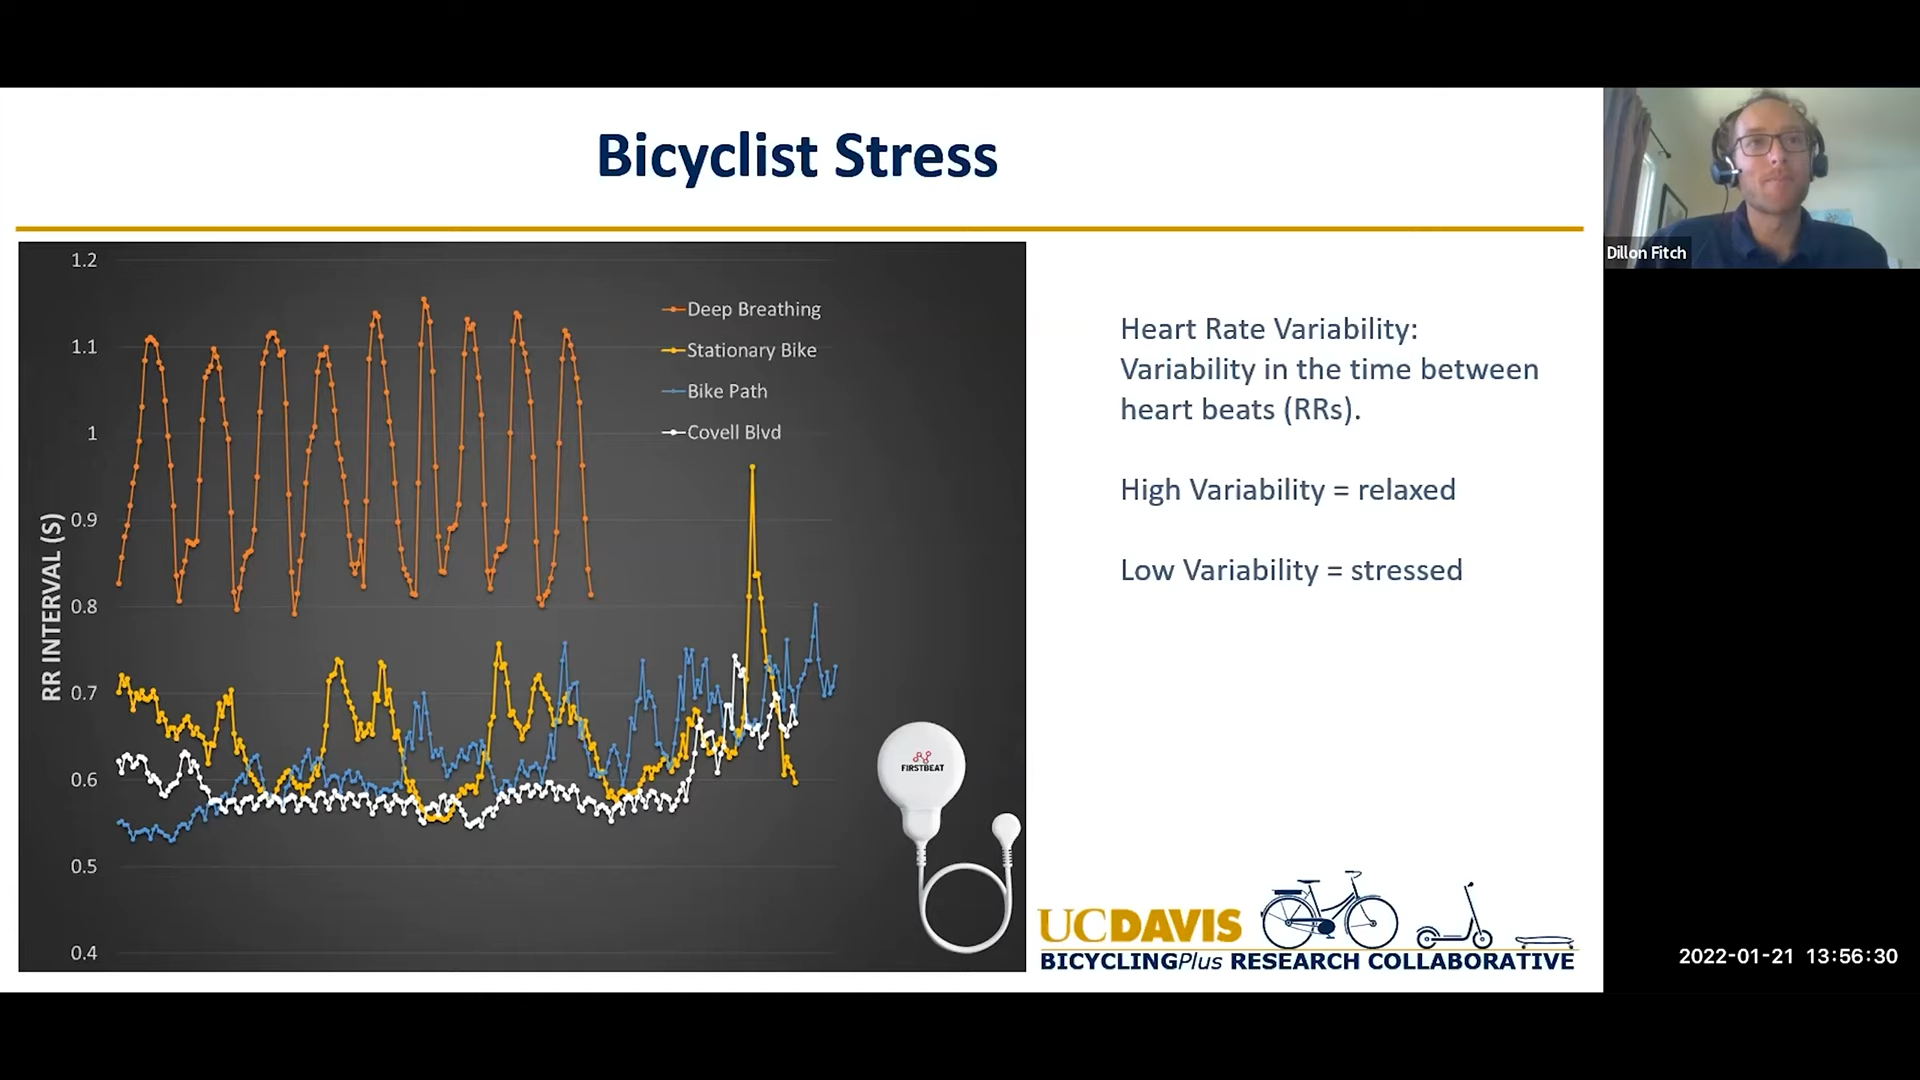 Bicyclist Stress
Dillon Fitch
1.2
1.1
1
0.9
0.8
0.7
0.6
0.5
0.4
RR INTERVAL (S)
Deep Breathing
Stationary Bike
Bike Path
Covell Blvd
FIRSTBEAT
Heart Rate Variability:
Variability in the time between
heart beats (RRs).
High Variability = relaxed
Low Variability = stressed
UCDAVIS
BICYCLINGPlus RESEARCH COLLABORATIVE
2022-01-21 13:56:30